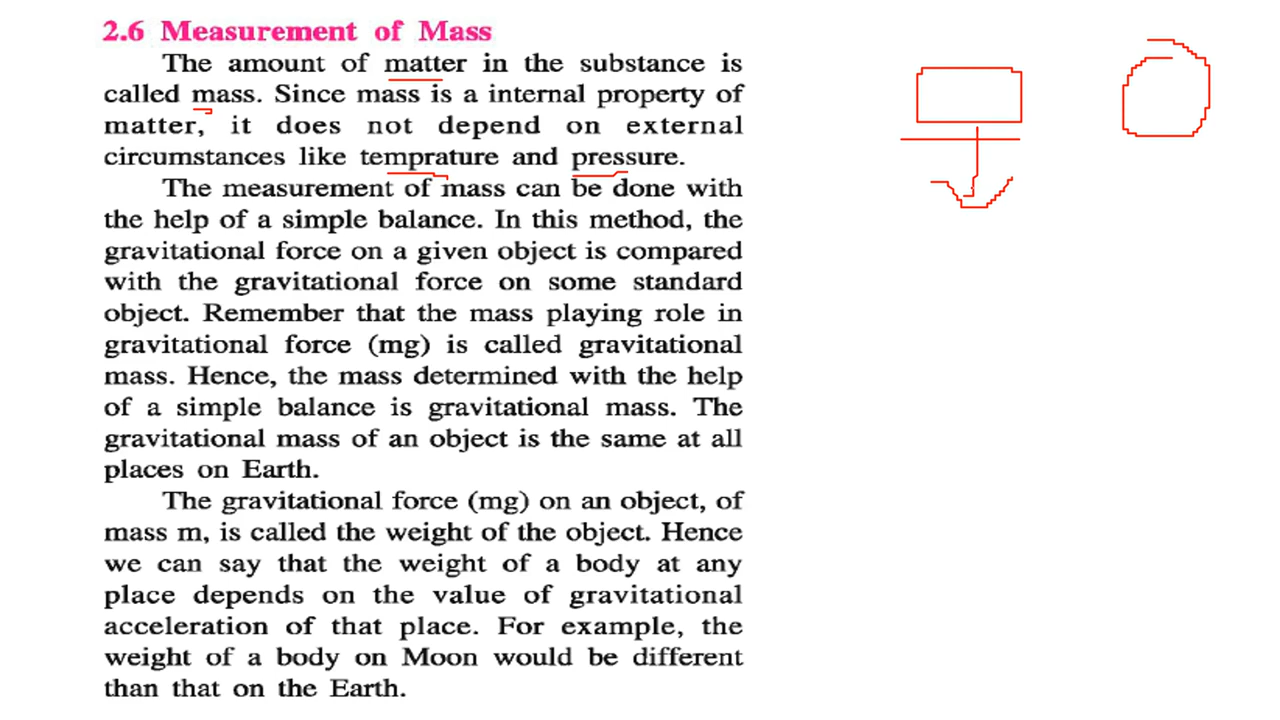 2.6 Measurement of Mass
The amount of matter in the substance is
called mass. Since mass is a internal property of
matter, it does not depend on external
circumstances like temprature and pressure.
The measurement of mass can be done with
the help of a simple balance. In this method, the
gravitational force on a given object is compared
with the gravitational force on some standard
object. Remember that the mass playing role in
gravitational force (mg) is called gravitational
mass. Hence, the mass determined with the help
of a simple balance is gravitational mass. The
gravitational mass of an object is the same at all
places on Earth.
The gravitational force (mg) on an object, of
mass m, is called the weight of the object. Hence
we can say that the weight of a body at any
place depends on the value of gravitational
acceleration of that place. For example, the
weight of a body on Moon would be different
than that on the Earth.